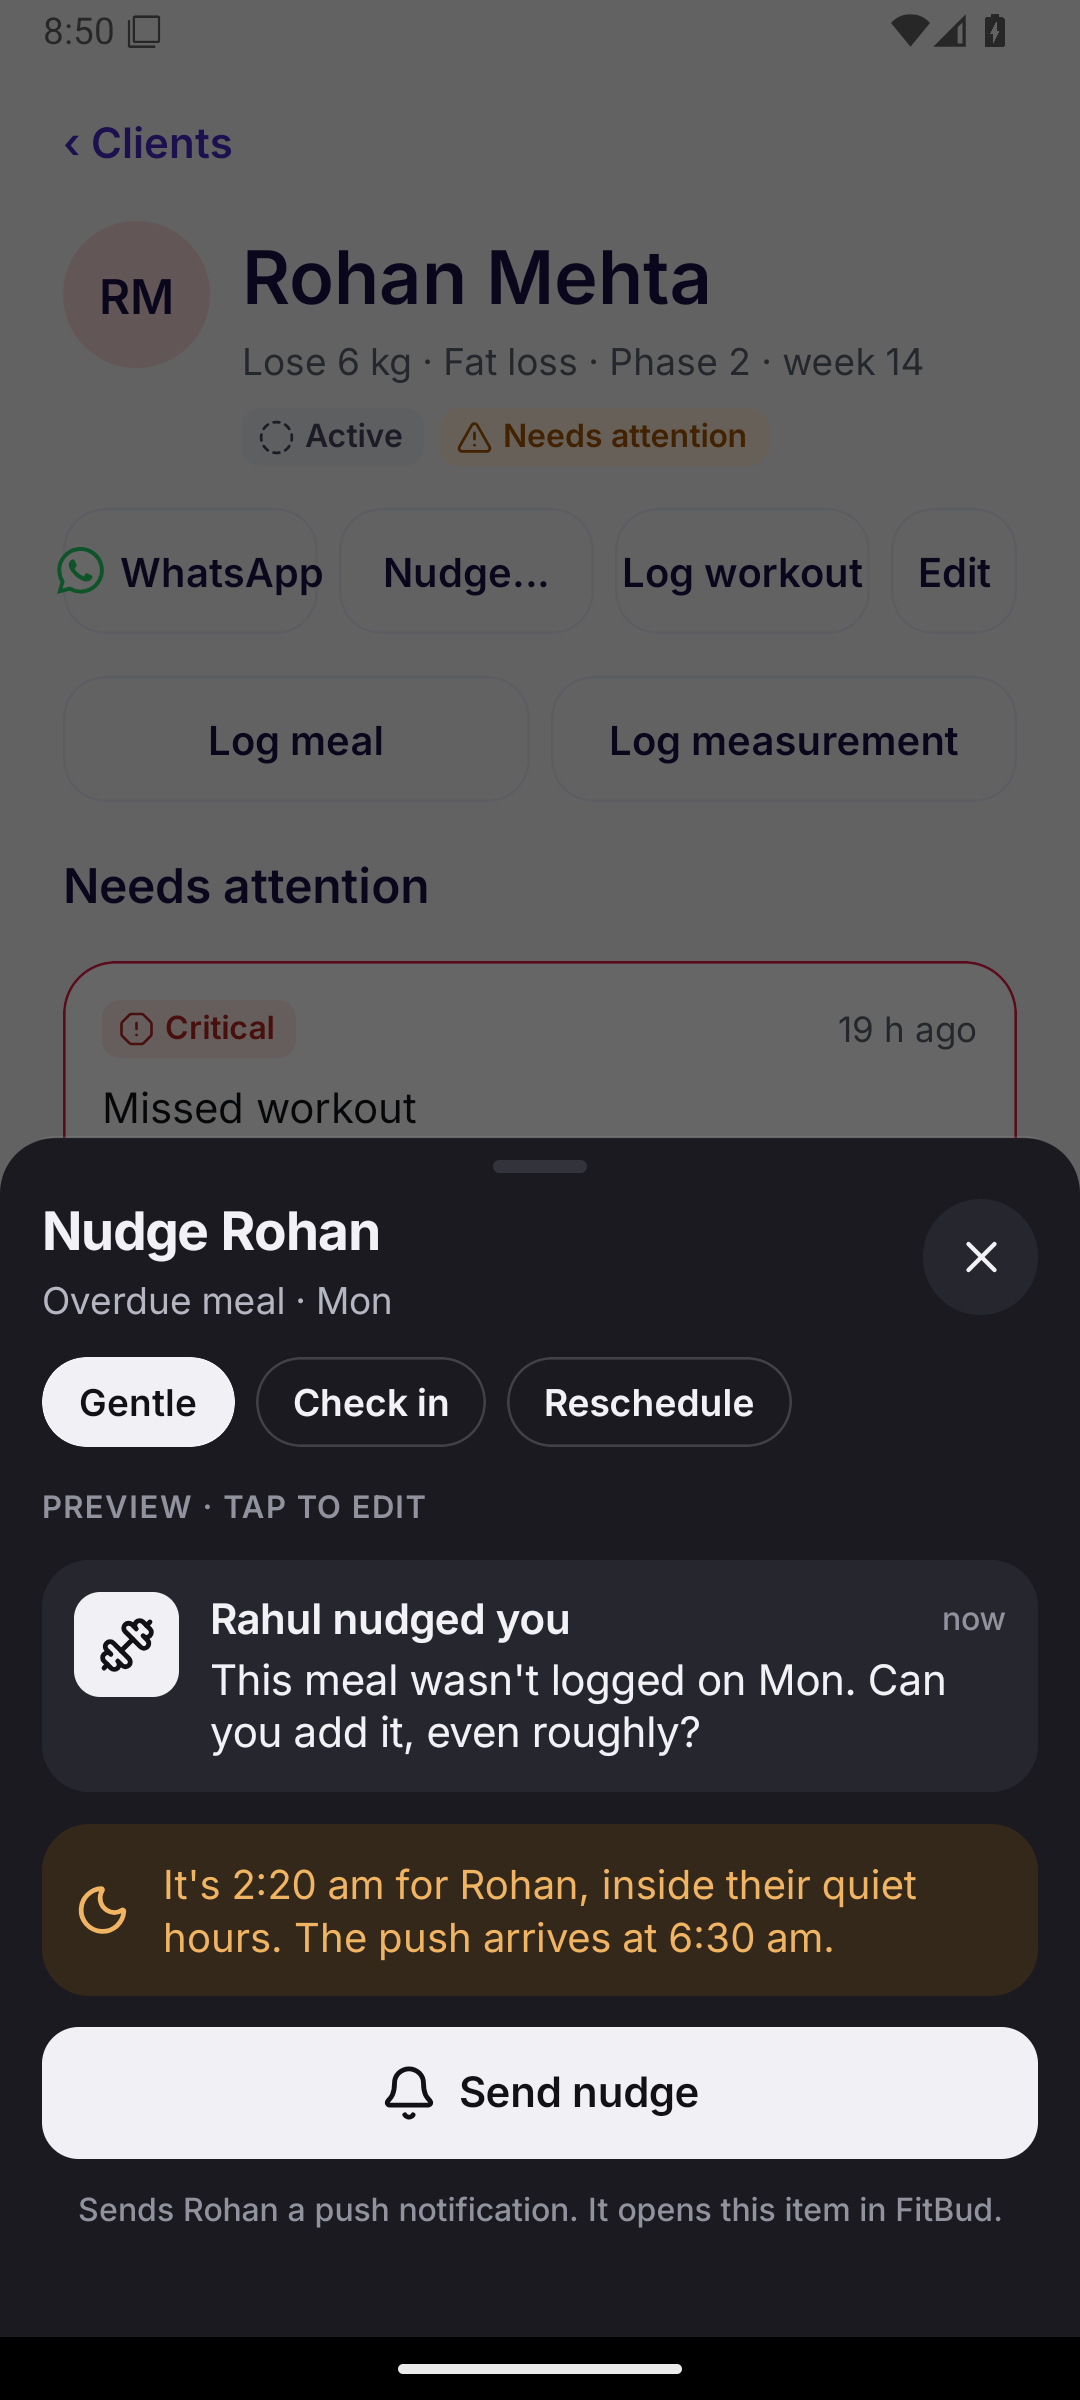 8:50
‹ Clients
RM
Rohan Mehta
Lose 6 kg · Fat loss · Phase 2 · week 14
Active
Needs attention
WhatsApp
Nudge...
Log workout
Edit
Log meal
Log measurement
Needs attention
Critical
19 h ago
Missed workout
Nudge Rohan
Overdue meal · Mon
Gentle
Check in
Reschedule
PREVIEW · TAP TO EDIT
Rahul nudged you
now
This meal wasn't logged on Mon. Can
you add it, even roughly?
It's 2:20 am for Rohan, inside their quiet
hours. The push arrives at 6:30 am.
Send nudge
Sends Rohan a push notification. It opens this item in FitBud.